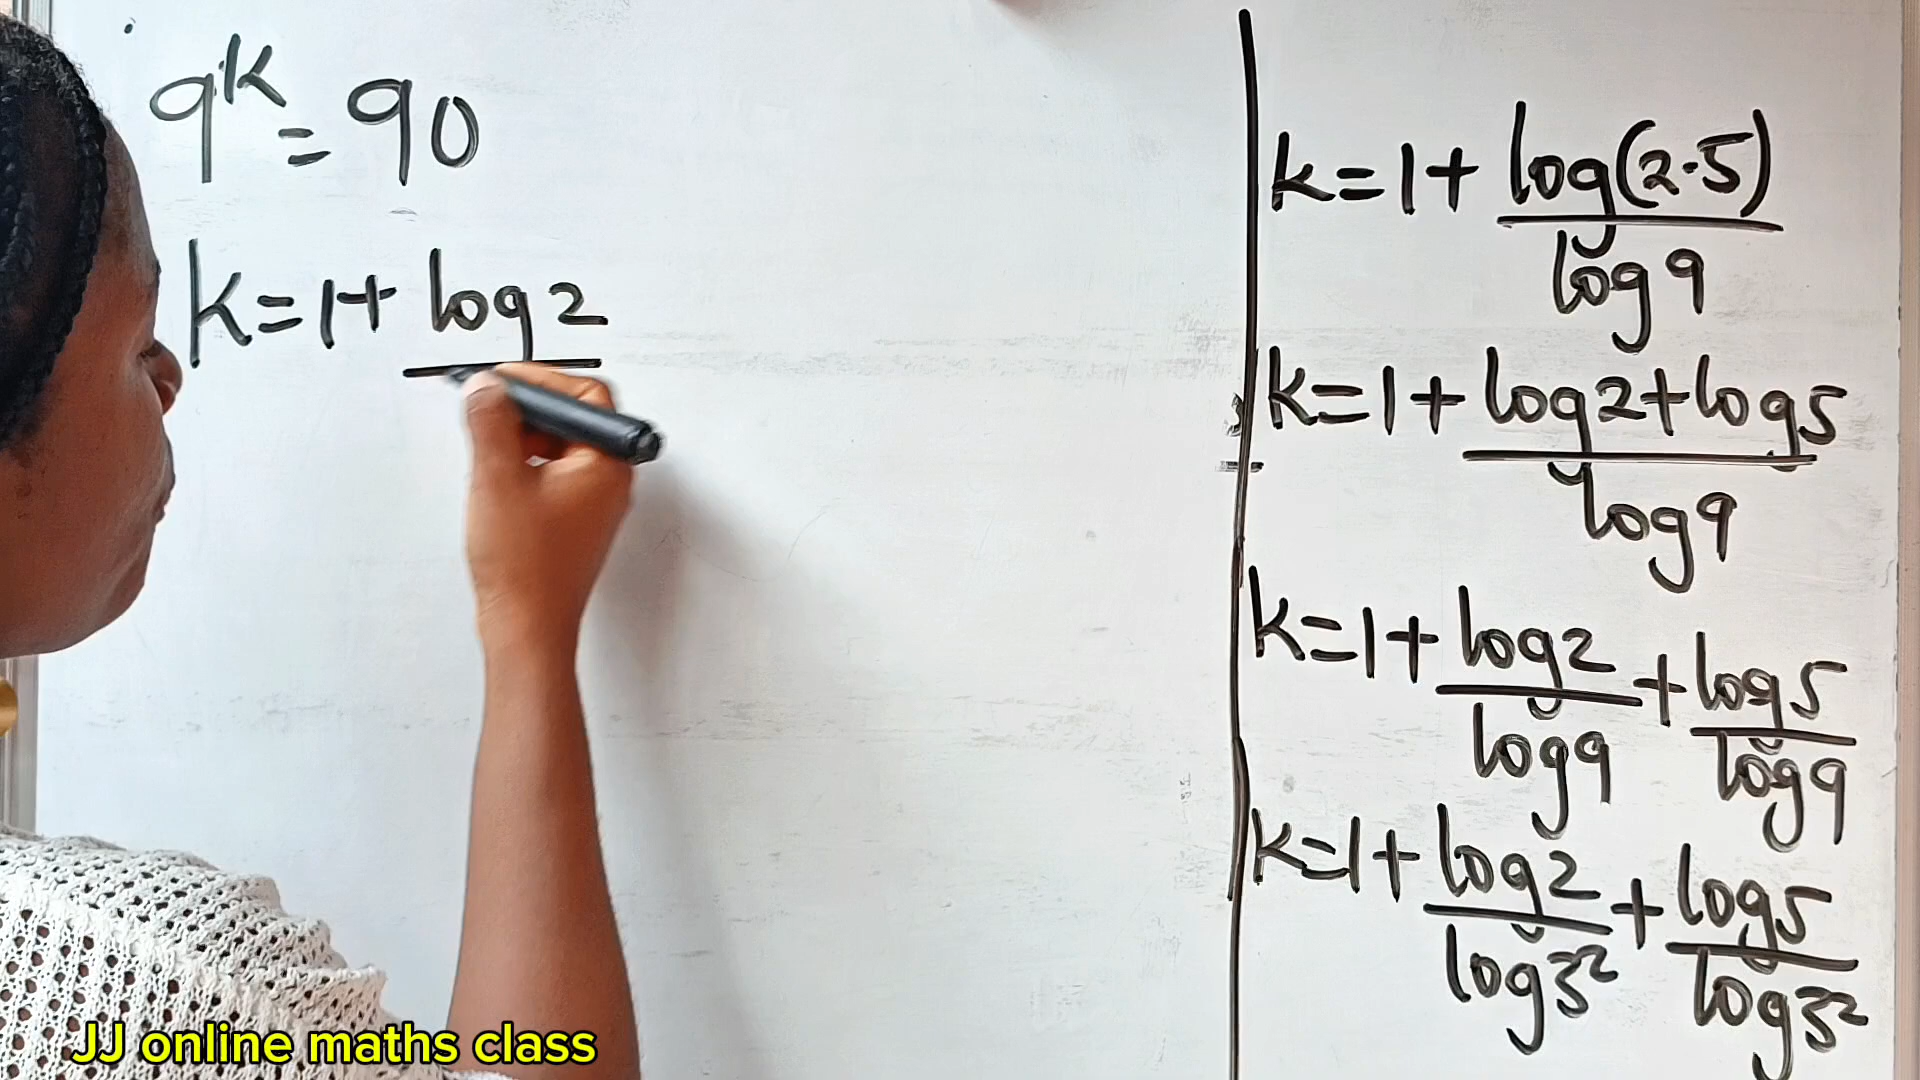 9^k = 90
k = 1 + log 2
k = 1 + log(2·5) / log 9
k = 1 + log 2 + log 5 / log 9
k = 1 + log 2 / log 9 + log 5 / log 9
k = 1 + log 2 / log 3² + log 5 / log 3²
JJ online maths class